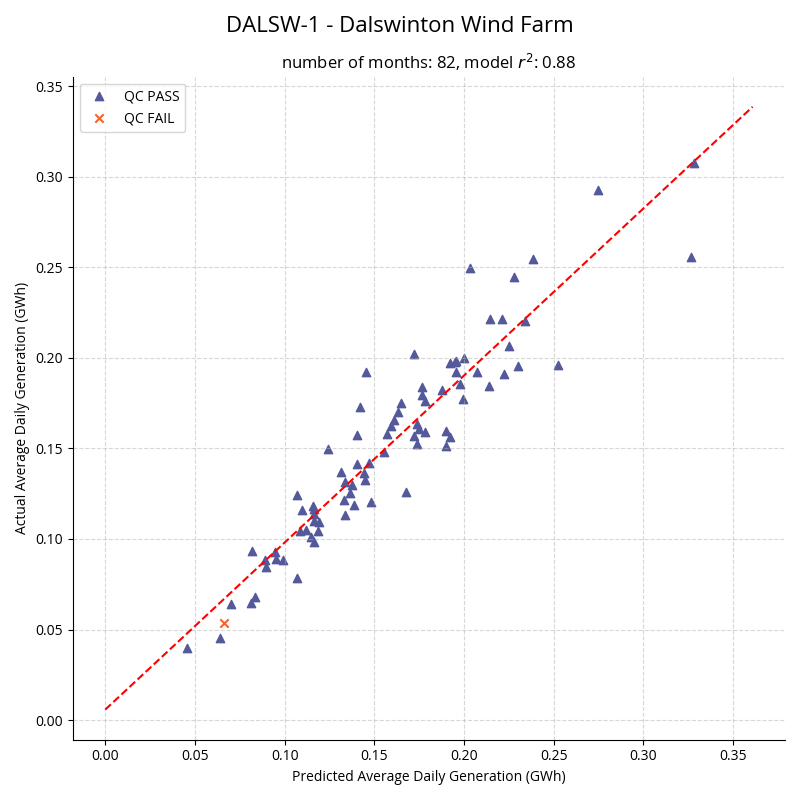 DALSW-1 - Dalswinton Wind Farm
number of months: 82, model r²: 0.88
QC PASS
QC FAIL
Actual Average Daily Generation (GWh)
0.35
0.30
0.25
0.20
0.15
0.10
0.05
0.00
0.00 0.05 0.10 0.15 0.20 0.25 0.30 0.35
Predicted Average Daily Generation (GWh)